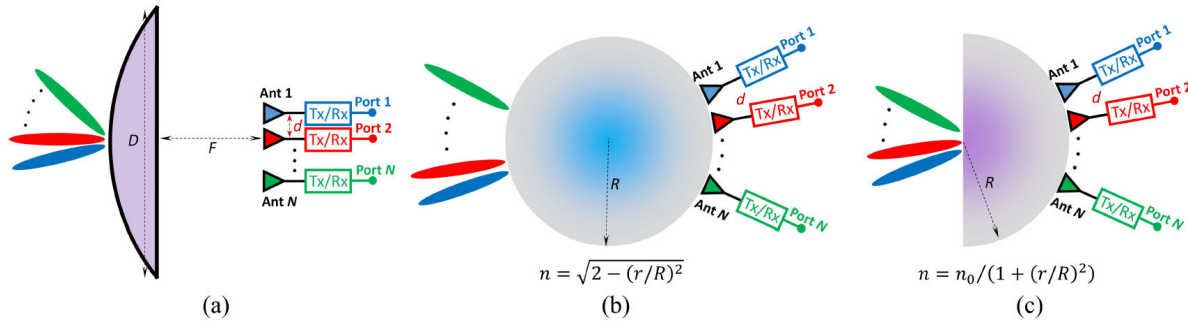 D
F
Ant 1
Tx/Rx
Port 1
d
Tx/Rx
Port 2
Tx/Rx
Port N
Ant N
(a)
R
Ant 1
Tx/Rx
Port 1
d
Tx/Rx
Port 2
Ant N
Tx/Rx
Port N
n = √2 − (r/R)²
(b)
R
Ant 1
Tx/Rx
Port 1
d
Tx/Rx
Port 2
Ant N
Tx/Rx
Port N
n = n₀/(1 + (r/R)²)
(c)